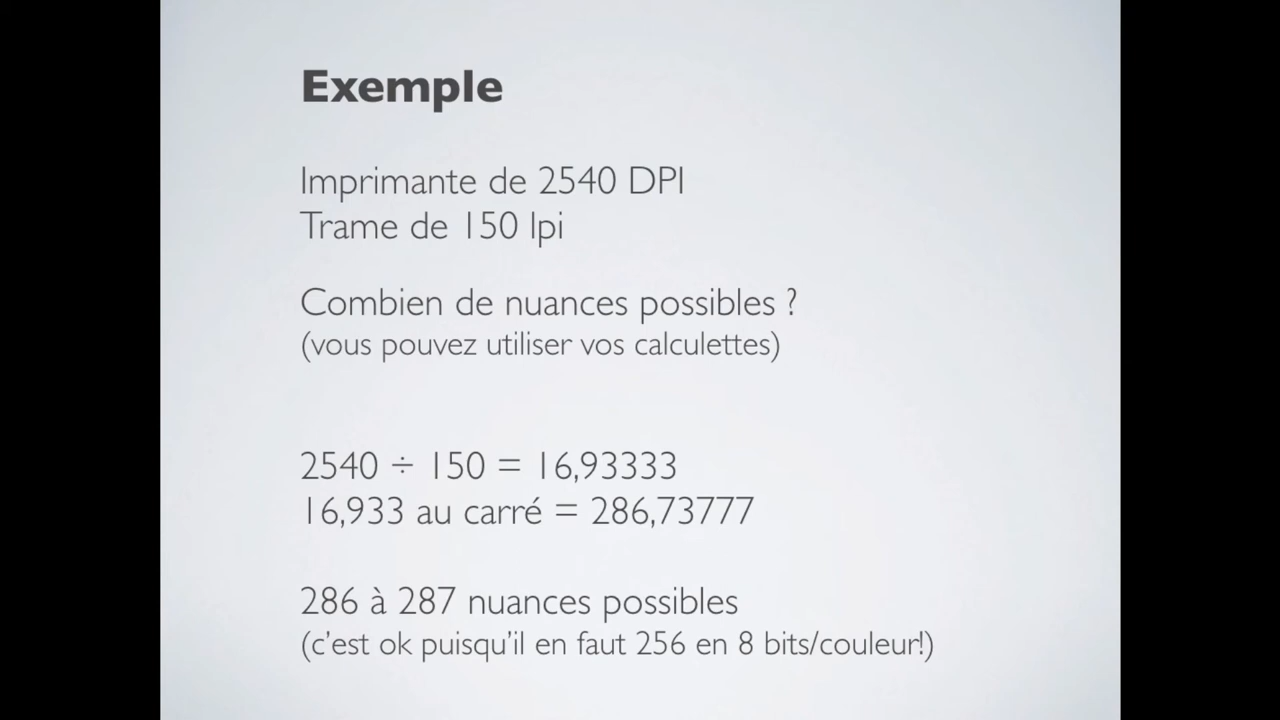 Exemple
Imprimante de 2540 DPI
Trame de 150 lpi
Combien de nuances possibles ?
(vous pouvez utiliser vos calculettes)
2540 ÷ 150 = 16,93333
16,933 au carré = 286,73777
286 à 287 nuances possibles
(c’est ok puisqu’il en faut 256 en 8 bits/couleur!)